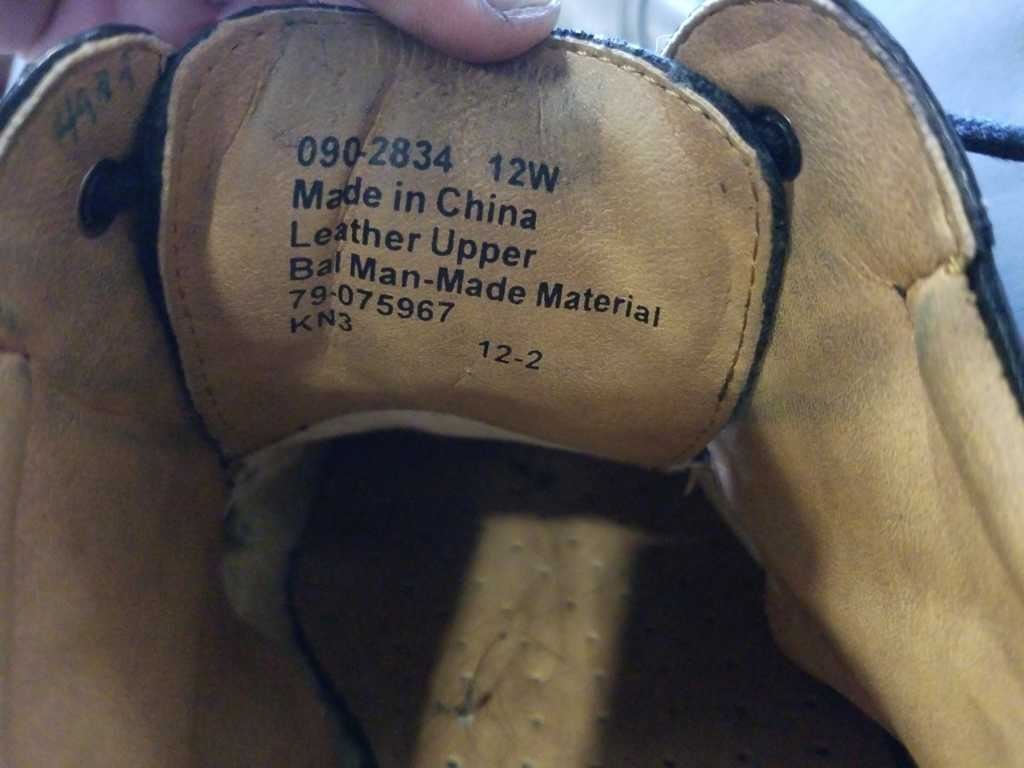 090-2834 12W
Made in China
Leather Upper
Bal Man-Made Material
79-075967
KN3
12-2